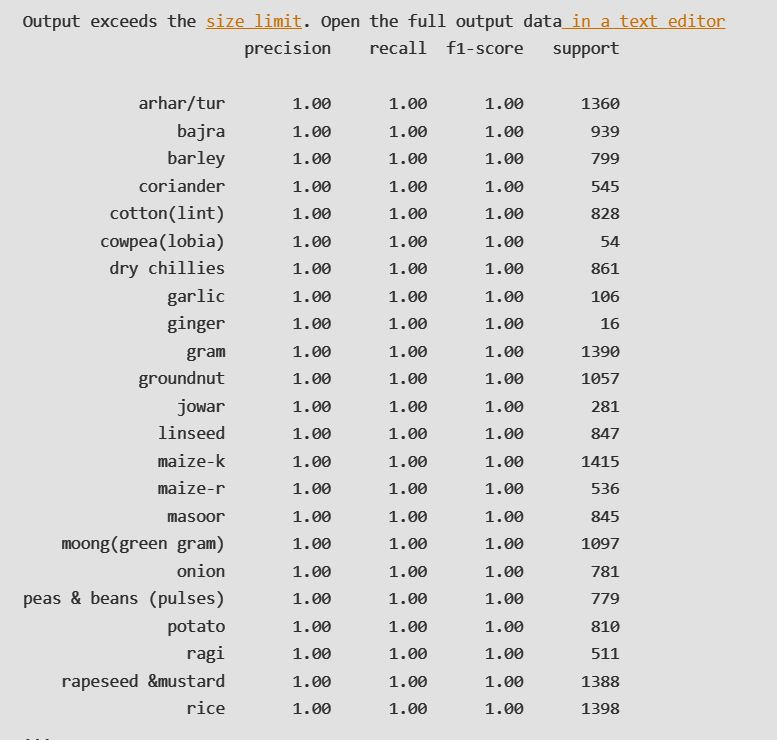 Output exceeds the size limit. Open the full output data in a text editor
precision recall f1-score support
arhar/tur 1.00 1.00 1.00 1360
bajra 1.00 1.00 1.00 939
barley 1.00 1.00 1.00 799
coriander 1.00 1.00 1.00 545
cotton(lint) 1.00 1.00 1.00 828
cowpea(lobia) 1.00 1.00 1.00 54
dry chillies 1.00 1.00 1.00 861
garlic 1.00 1.00 1.00 106
ginger 1.00 1.00 1.00 16
gram 1.00 1.00 1.00 1390
groundnut 1.00 1.00 1.00 1057
jowar 1.00 1.00 1.00 281
linseed 1.00 1.00 1.00 847
maize-k 1.00 1.00 1.00 1415
maize-r 1.00 1.00 1.00 536
masoor 1.00 1.00 1.00 845
moong(green gram) 1.00 1.00 1.00 1097
onion 1.00 1.00 1.00 781
peas & beans (pulses) 1.00 1.00 1.00 779
potato 1.00 1.00 1.00 810
ragi 1.00 1.00 1.00 511
rapeseed &mustard 1.00 1.00 1.00 1388
rice 1.00 1.00 1.00 1398
...